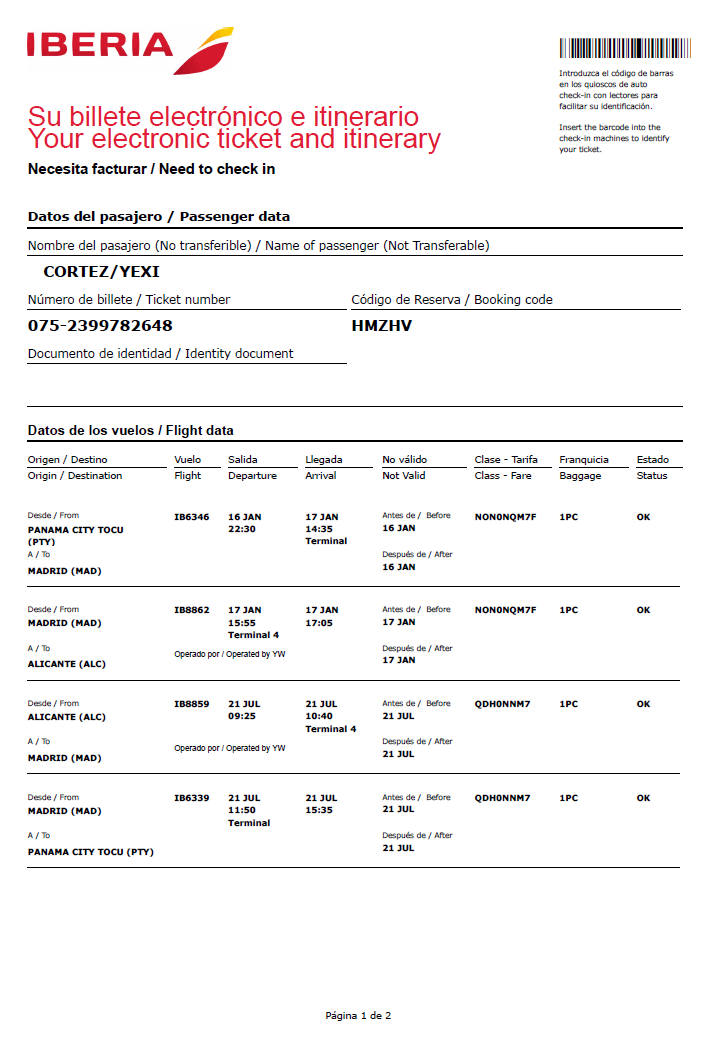 IBERIA
Introduzca el código de barras
en los quioscos de auto
check-in con lectores para
facilitar su identificación.
Insert the barcode into the
check-in machines to identify
your ticket.
Su billete electrónico e itinerario
Your electronic ticket and itinerary
Necesita facturar / Need to check in
Datos del pasajero / Passenger data
Nombre del pasajero (No transferible) / Name of passenger (Not Transferable)
CORTEZ/YEXI
Número de billete / Ticket number Código de Reserva / Booking code
075-2399782648 HMZHV
Documento de identidad / Identity document
Datos de los vuelos / Flight data
Origen / Destino Vuelo Salida Llegada No válido Clase - Tarifa Franquicia Estado
Origin / Destination Flight Departure Arrival Not Valid Class - Fare Baggage Status
Desde / From IB6346 16 JAN 17 JAN Antes de / Before NON0NQM7F 1PC OK
PANAMA CITY TOCU 22:30 14:35 16 JAN
(PTY) Terminal
A / To Después de / After
MADRID (MAD) 16 JAN
Desde / From IB8862 17 JAN 17 JAN Antes de / Before NON0NQM7F 1PC OK
MADRID (MAD) 15:55 17:05 17 JAN
Terminal 4
A / To Operado por / Operated by YW Después de / After
ALICANTE (ALC) 17 JAN
Desde / From IB8859 21 JUL 21 JUL Antes de / Before QDH0NNM7 1PC OK
ALICANTE (ALC) 09:25 10:40 21 JUL
Terminal 4
A / To Operado por / Operated by YW Después de / After
MADRID (MAD) 21 JUL
Desde / From IB6339 21 JUL 21 JUL Antes de / Before QDH0NNM7 1PC OK
MADRID (MAD) 11:50 15:35 21 JUL
Terminal
A / To Después de / After
PANAMA CITY TOCU (PTY) 21 JUL
Página 1 de 2